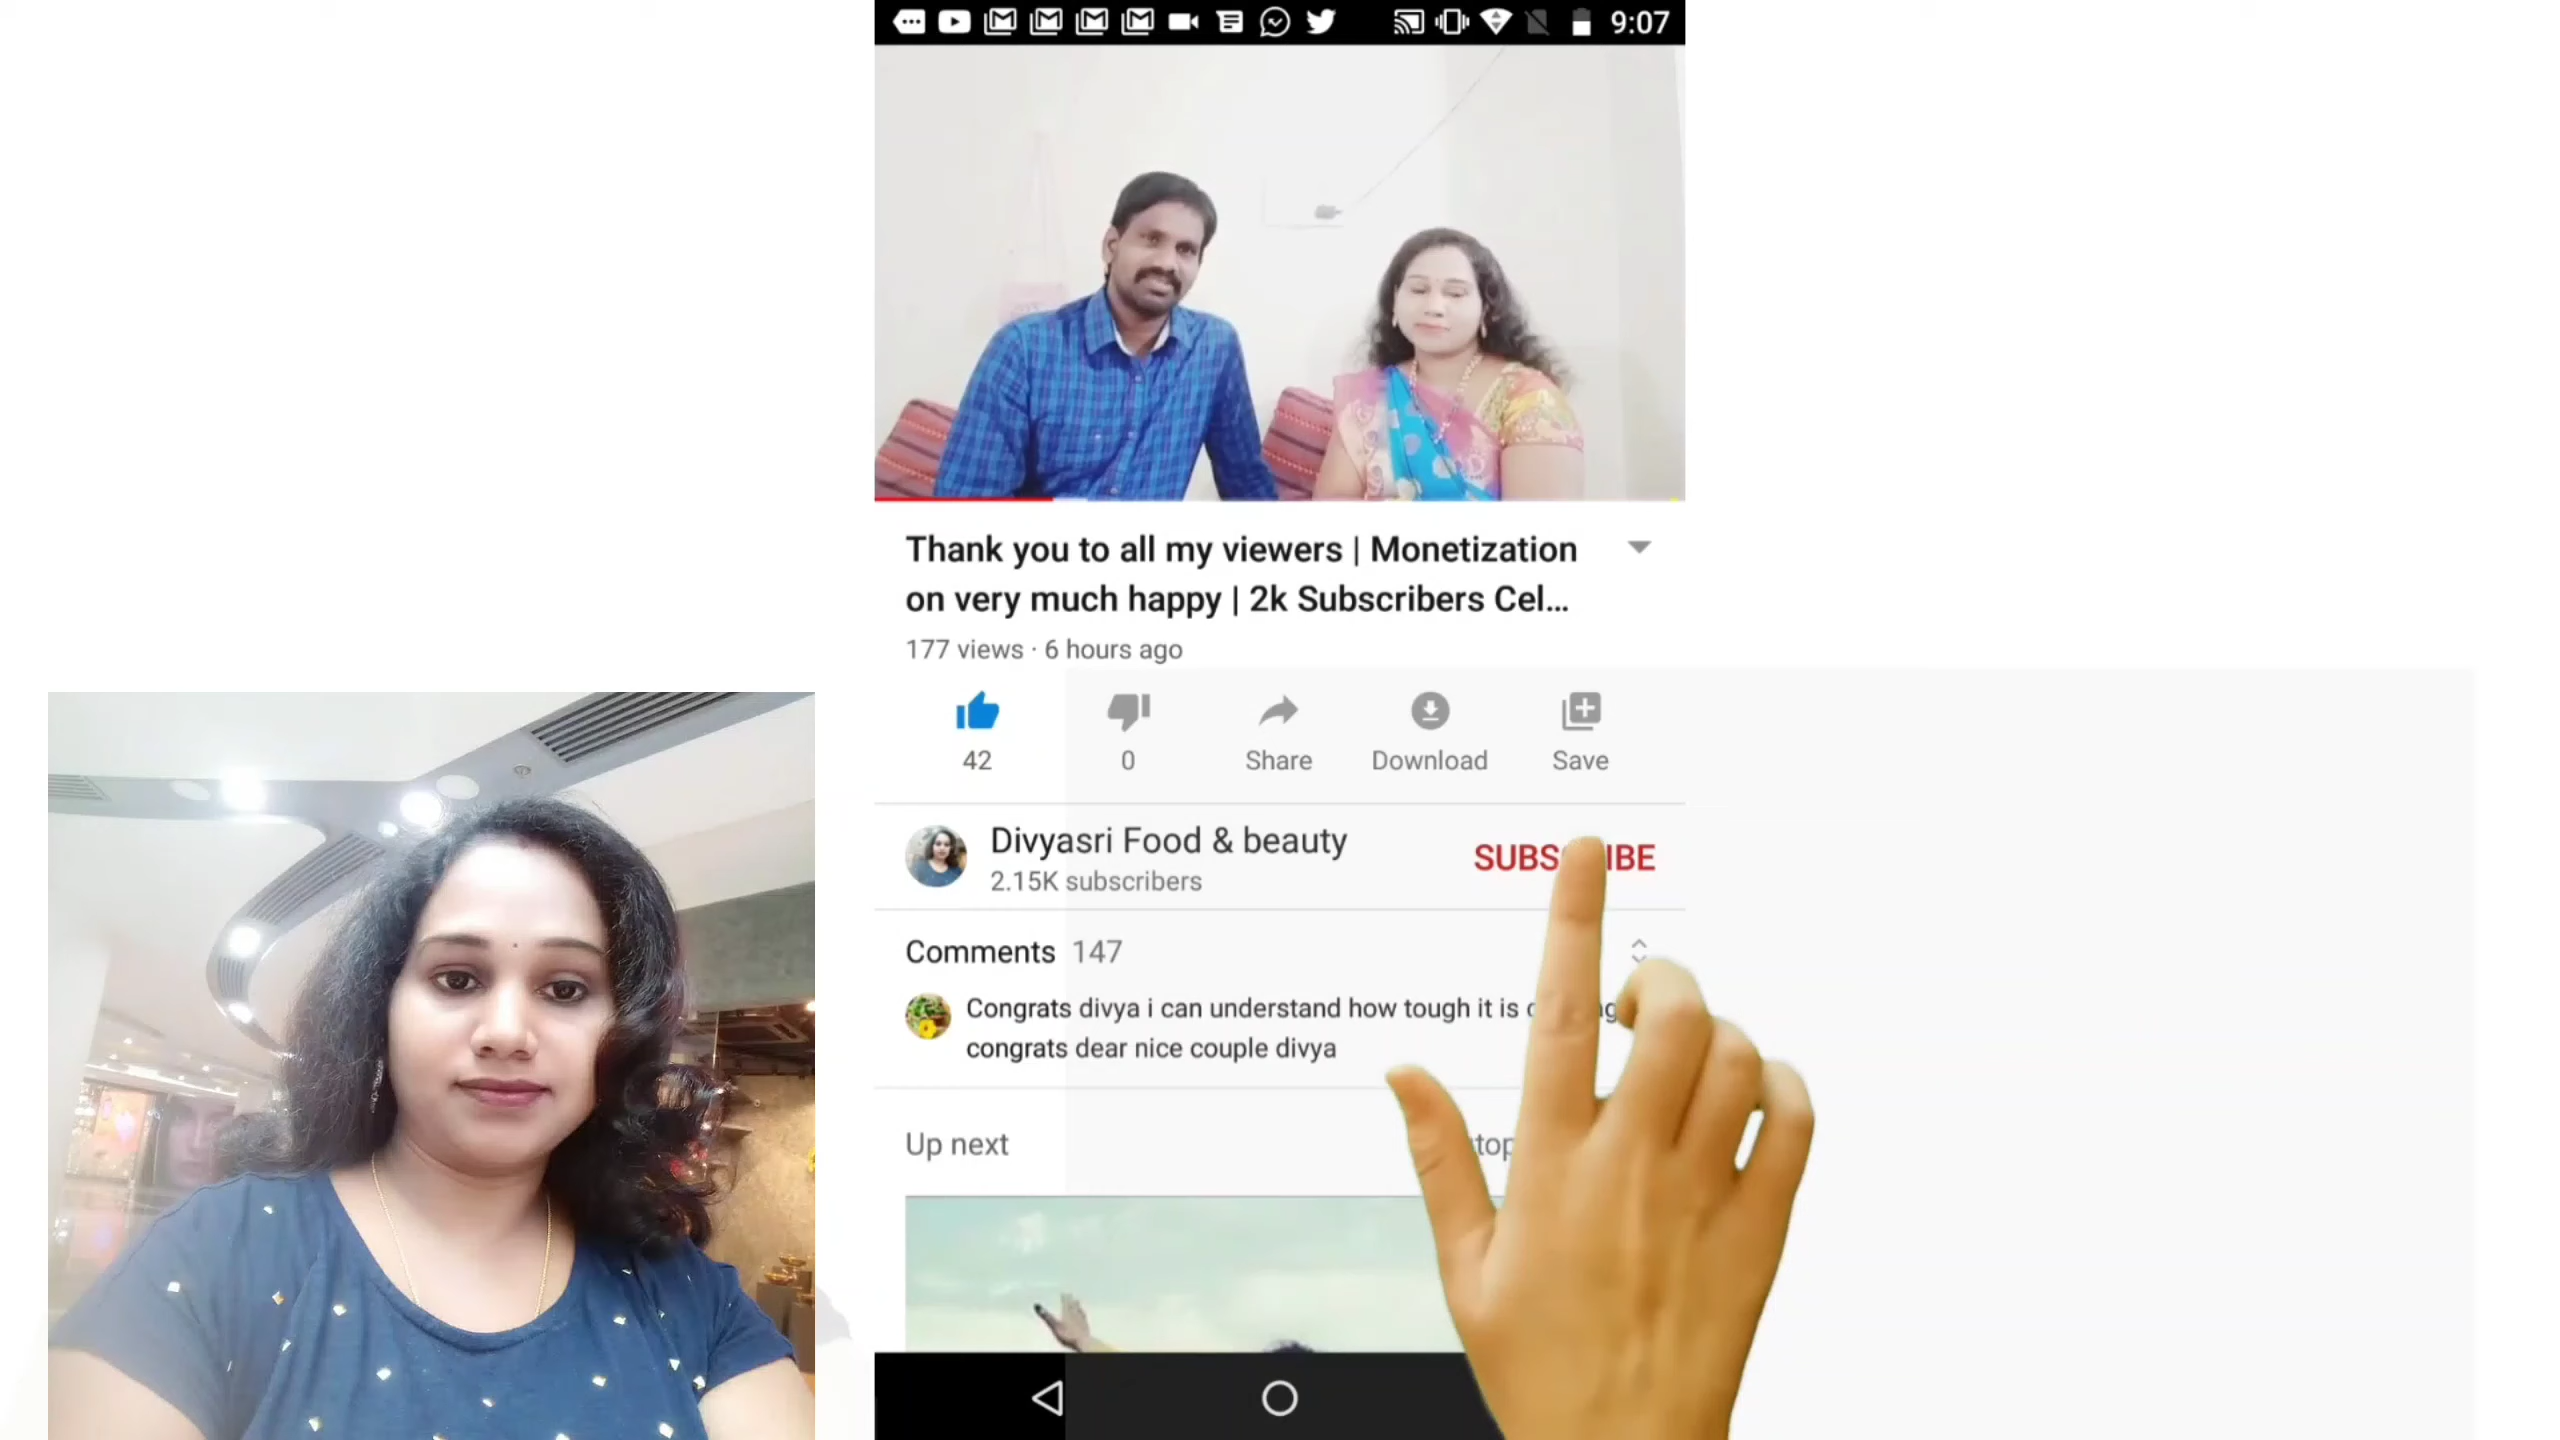 9:07
Thank you to all my viewers | Monetization
on very much happy | 2k Subscribers Cel...
177 views · 6 hours ago
42
0
Share
Download
Save
Divyasri Food & beauty
2.15K subscribers
Comments 147
Congrats divya i can understand how tough it is
congrats dear nice couple divya
Up next